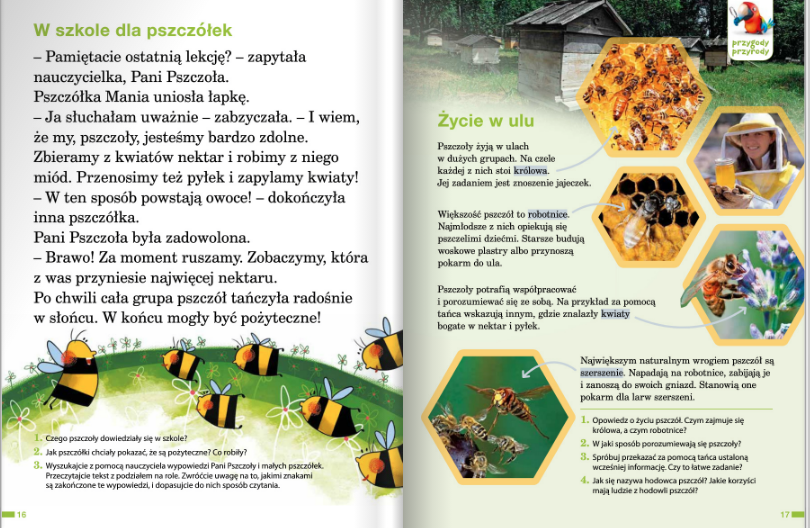 W szkole dla pszczółek
– Pamiętacie ostatnią lekcję? – zapytała
nauczycielka, Pani Pszczoła.
Pszczółka Mania uniosła łapkę.
– Ja słuchałam uważnie – zabzyczała. – I wiem,
że my, pszczoły, jesteśmy bardzo zdolne.
Zbieramy z kwiatów nektar i robimy z niego
miód. Przenosimy też pyłek i zapylamy kwiaty!
– W ten sposób powstają owoce! – dokończyła
inna pszczółka.
Pani Pszczoła była zadowolona.
– Brawo! Za moment ruszamy. Zobaczymy, która
z was przyniesie najwięcej nektaru.
Po chwili cała grupa pszczół tańczyła radośnie
w słońcu. W końcu mogły być pożyteczne!
1. Czego pszczoły dowiedziały się w szkole?
2. Jak pszczółki chciały pokazać, że są pożyteczne? Co robiły?
3. Wyszukajcie z pomocą nauczyciela wypowiedzi Pani Pszczoły i małych pszczółek.
Przeczytajcie tekst z podziałem na role. Zwróćcie uwagę na to, jakimi znakami
są zakończone te wypowiedzi, i dopasujcie do nich sposób czytania.
16
przygody
przyrody
Życie w ulu
Pszczoły żyją w ulach
w dużych grupach. Na czele
każdej z nich stoi królowa.
Jej zadaniem jest znoszenie jajeczek.
Większość pszczół to robotnice.
Najmłodsze z nich opiekują się
pszczelimi dziećmi. Starsze budują
woskowe plastry albo przynoszą
pokarm do ula.
Pszczoły potrafią współpracować
i porozumiewać się ze sobą. Na przykład za pomocą
tańca wskazują innym, gdzie znalazły kwiaty
bogate w nektar i pyłek.
Największym naturalnym wrogiem pszczół są
szerszenie. Napadają na robotnice, zabijają je
i zanoszą do swoich gniazd. Stanowią one
pokarm dla larw szerszeni.
1. Opowiedz o życiu pszczół. Czym zajmuje się
królowa, a czym robotnice?
2. W jaki sposób porozumiewają się pszczoły?
3. Spróbuj przekazać za pomocą tańca ustaloną
wcześniej informację. Czy to łatwe zadanie?
4. Jak się nazywa hodowca pszczół? Jakie korzyści
mają ludzie z hodowli pszczół?
17